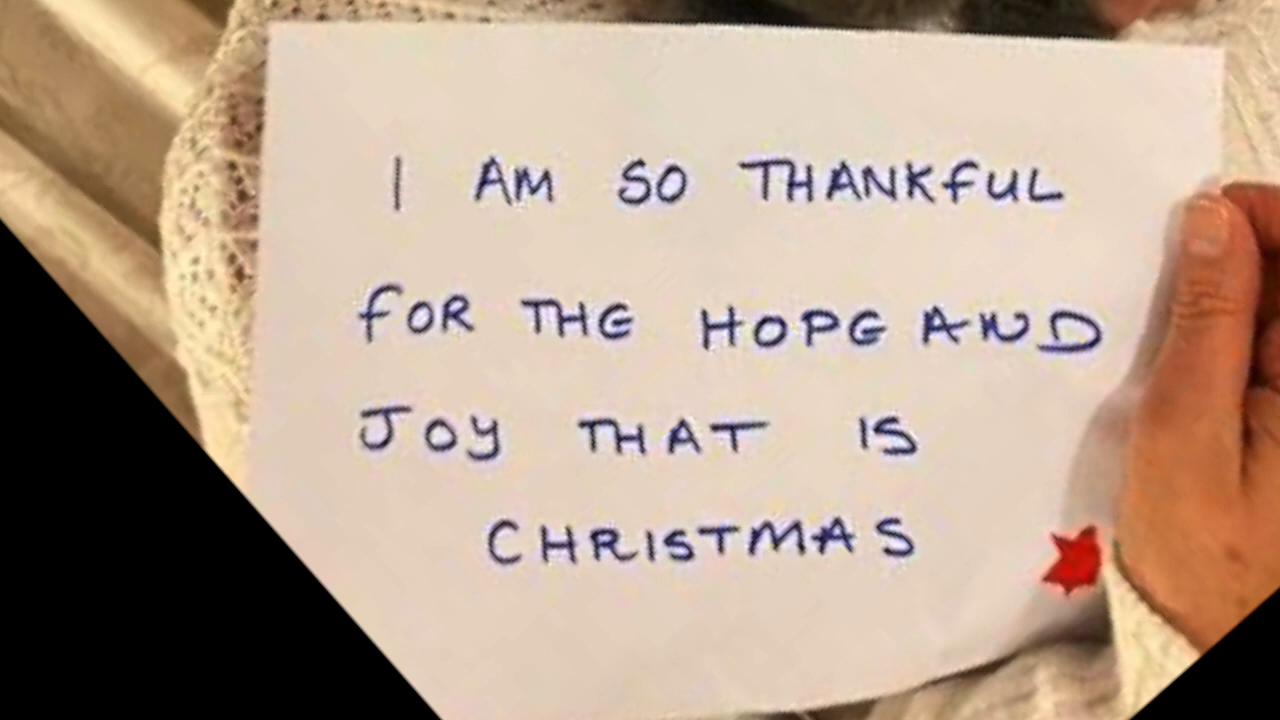 I AM SO THANKFUL
FOR THE HOPE AND
JOY THAT IS
CHRISTMAS